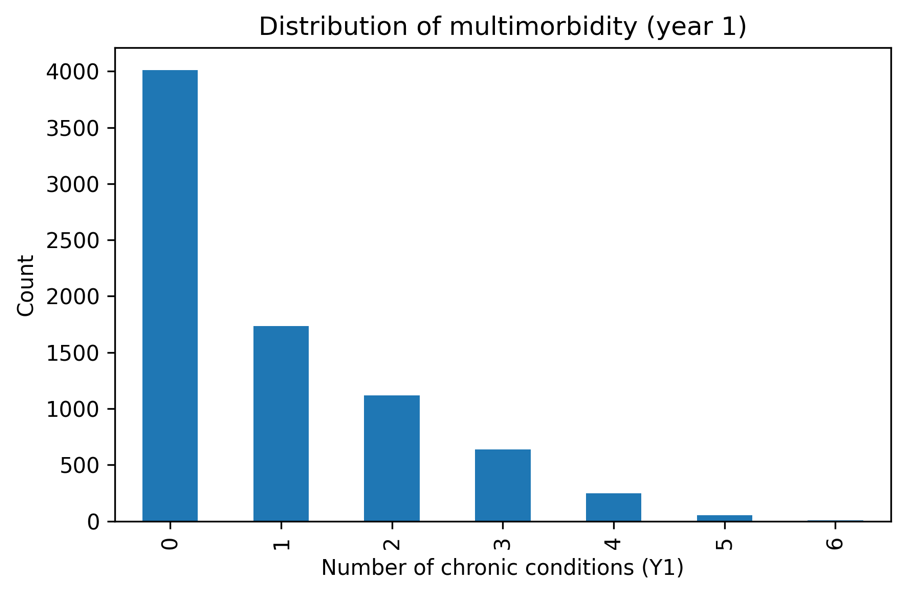 Distribution of multimorbidity (year 1)
4000
3500
3000
2500
2000
1500
1000
500
0
Count
0 1 2 3 4 5 6
Number of chronic conditions (Y1)